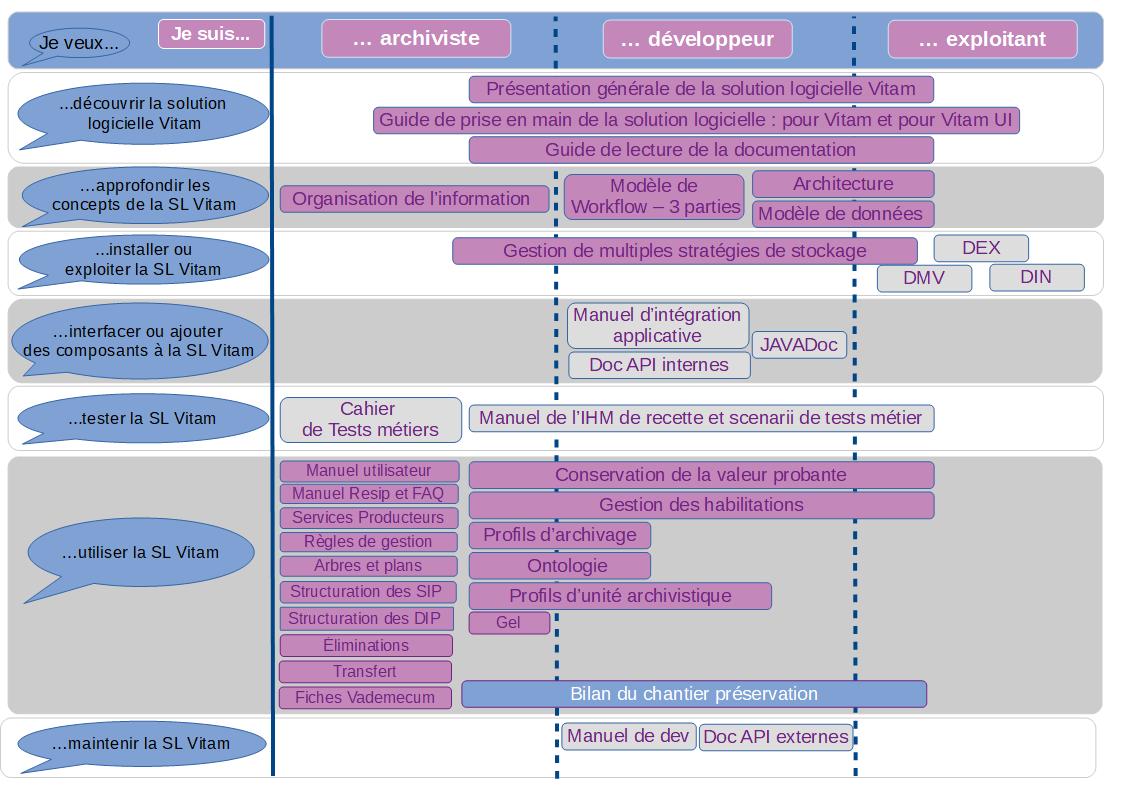 Je veux...
Je suis...
... archiviste
... développeur
... exploitant
...découvrir la solution
logicielle Vitam
Présentation générale de la solution logicielle Vitam
Guide de prise en main de la solution logicielle : pour Vitam et pour Vitam UI
Guide de lecture de la documentation
...approfondir les
concepts de la SL Vitam
Organisation de l'information
Modèle de
Workflow – 3 parties
Architecture
Modèle de données
...installer ou
exploiter la SL Vitam
Gestion de multiples stratégies de stockage
DEX
DMV
DIN
...interfacer ou ajouter
des composants à la SL Vitam
Manuel d'intégration
applicative
Doc API internes
JAVADoc
...tester la SL Vitam
Cahier
de Tests métiers
Manuel de l'IHM de recette et scenarii de tests métier
...utiliser la SL Vitam
Manuel utilisateur
Manuel Resip et FAQ
Services Producteurs
Règles de gestion
Arbres et plans
Structuration des SIP
Structuration des DIP
Éliminations
Transfert
Fiches Vademecum
Conservation de la valeur probante
Gestion des habilitations
Profils d'archivage
Ontologie
Profils d'unité archivistique
Gel
Bilan du chantier préservation
...maintenir la SL Vitam
Manuel de dev
Doc API externes